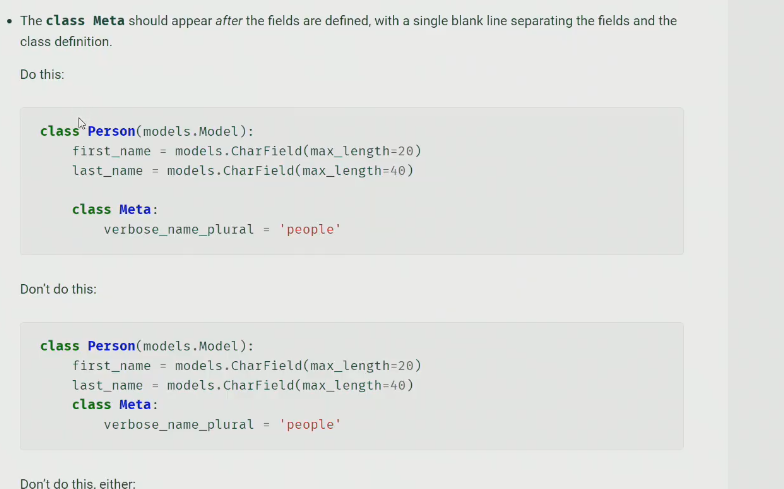 • The class Meta should appear after the fields are defined, with a single blank line separating the fields and the
class definition.
Do this:
class Person(models.Model):
    first_name = models.CharField(max_length=20)
    last_name = models.CharField(max_length=40)
    class Meta:
        verbose_name_plural = 'people'
Don't do this:
class Person(models.Model):
    first_name = models.CharField(max_length=20)
    last_name = models.CharField(max_length=40)
    class Meta:
        verbose_name_plural = 'people'
Don't do this, either: